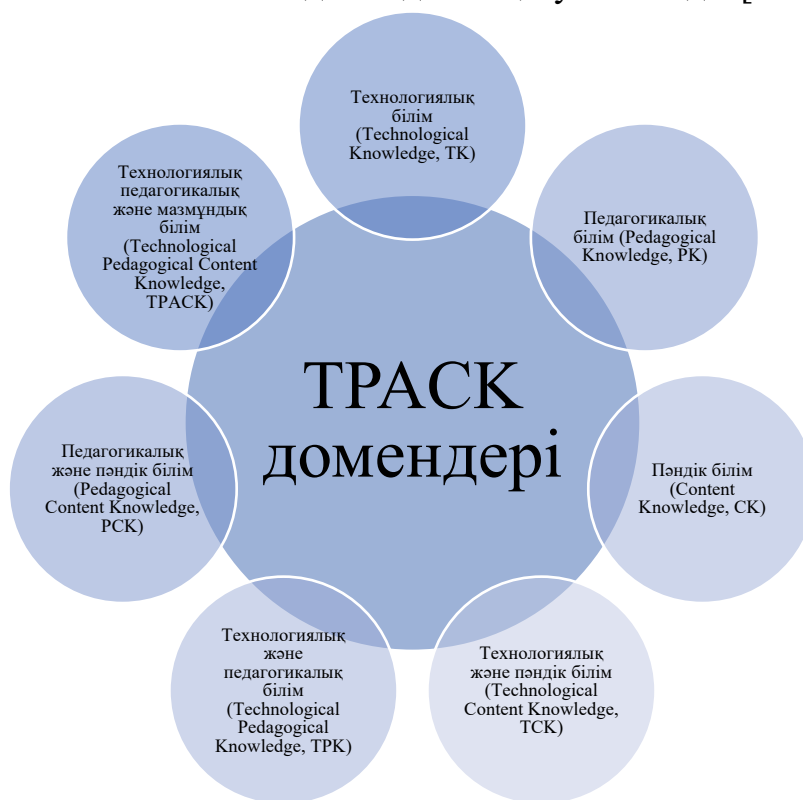 Технологиялық
білім
(Technological
Knowledge, TK)
Педагогикалық
білім (Pedagogical
Knowledge, PK)
Пәндік білім
(Content
Knowledge, CK)
Технологиялық
және пәндік білім
(Technological
Content Knowledge,
TCK)
Технологиялық
және
педагогикалық
білім
(Technological
Pedagogical
Knowledge, TPK)
Педагогикалық
және пәндік білім
(Pedagogical
Content Knowledge,
PCK)
Технологиялық
педагогикалық
және мазмұндық
білім
(Technological
Pedagogical Content
Knowledge,
TPACK)
TPACK
домендері